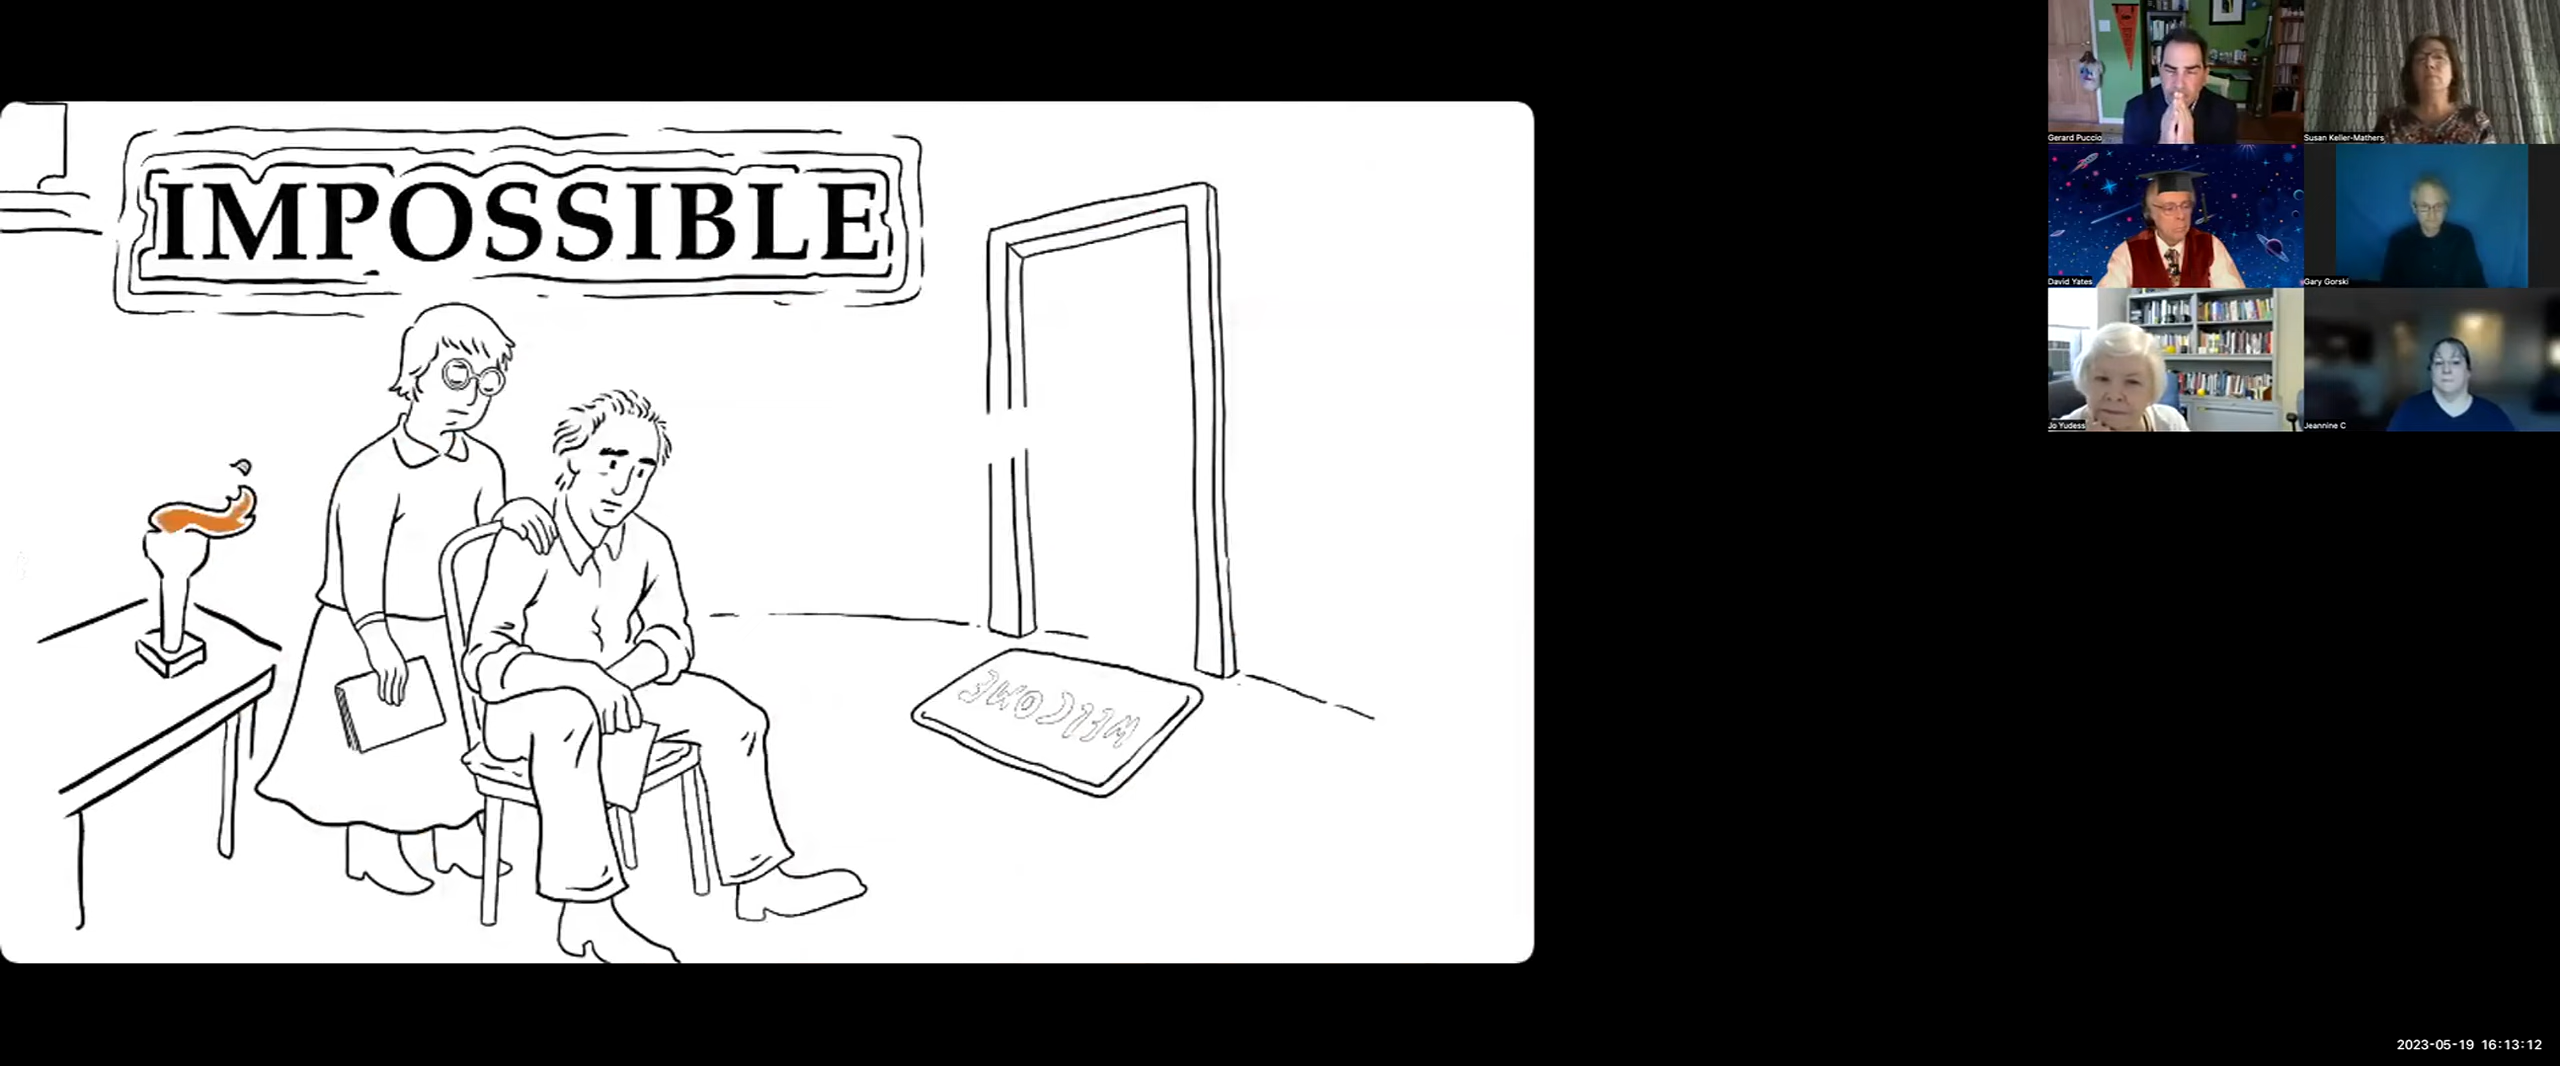 IMPOSSIBLE
WELCOME
Gerard Puccio
Susan Keller-Mathers
David Yates
Gary Gorski
Jo Yudess
Jeannine C
2023-05-19 16:13:12